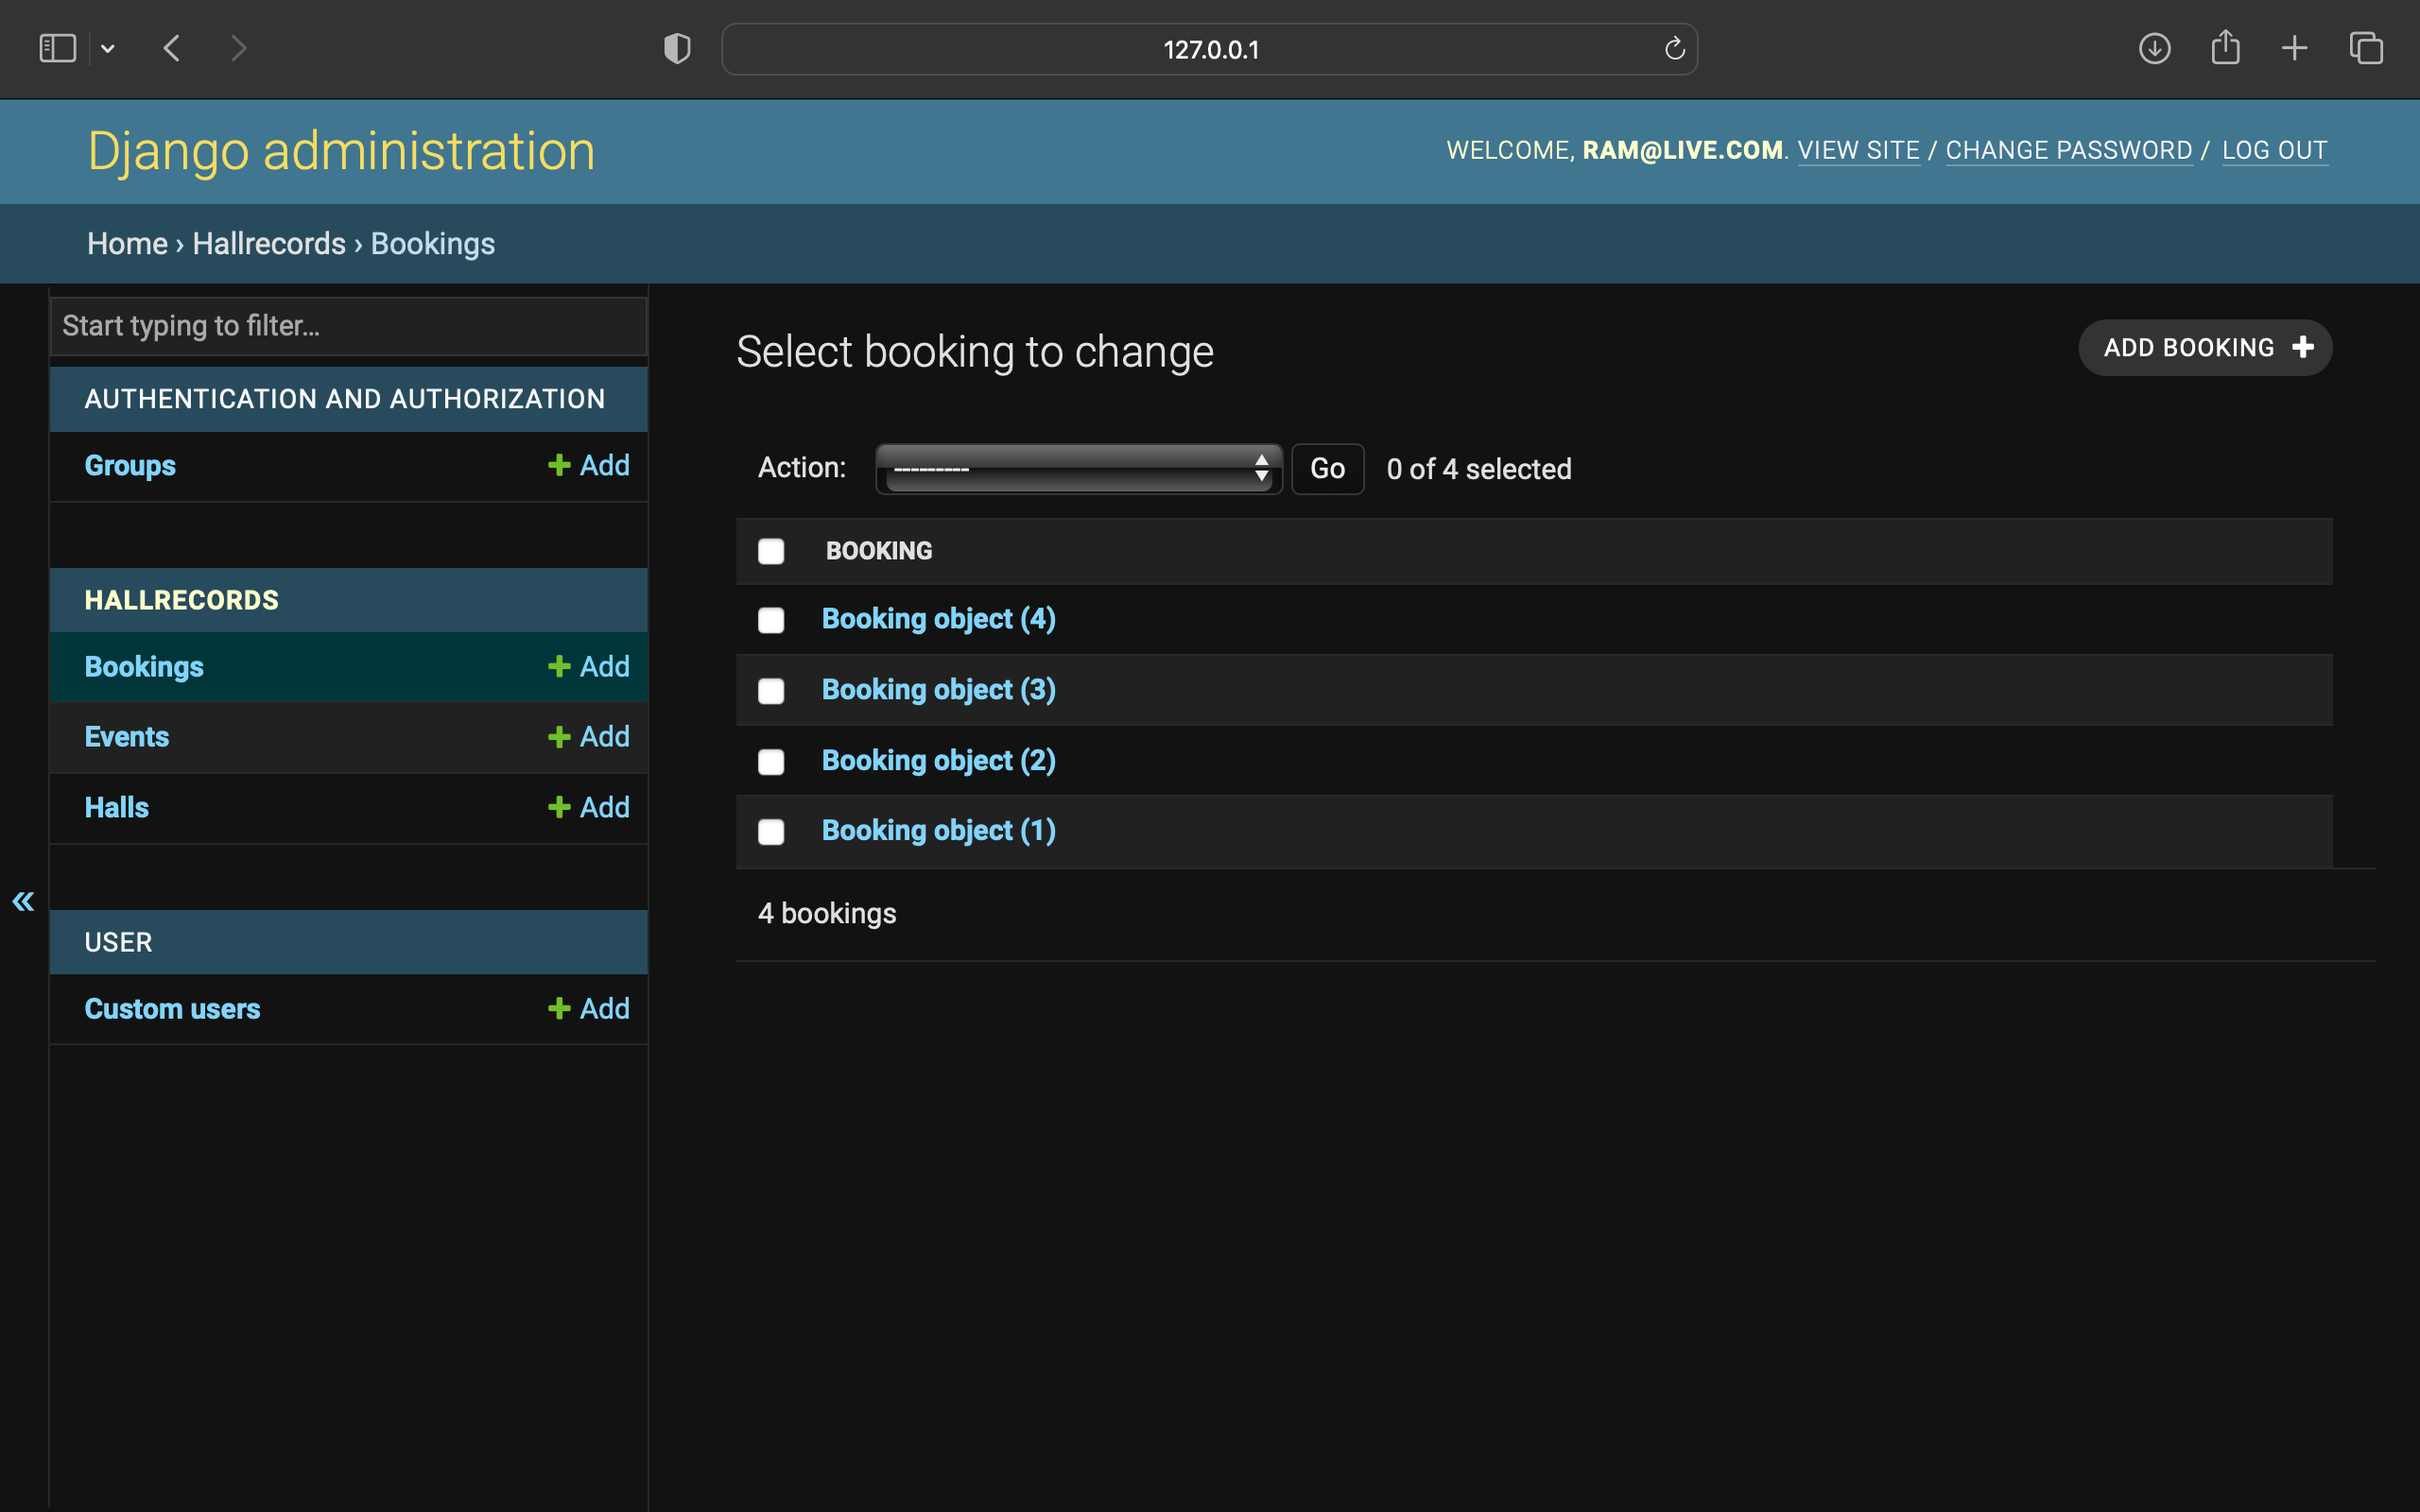 127.0.0.1
Django administration
WELCOME, RAM@LIVE.COM. VIEW SITE / CHANGE PASSWORD / LOG OUT
Home › Hallrecords › Bookings
Start typing to filter...
AUTHENTICATION AND AUTHORIZATION
Groups + Add
HALLRECORDS
Bookings + Add
Events + Add
Halls + Add
USER
Custom users + Add
Select booking to change
ADD BOOKING +
Action: --------- Go 0 of 4 selected
BOOKING
Booking object (4)
Booking object (3)
Booking object (2)
Booking object (1)
4 bookings